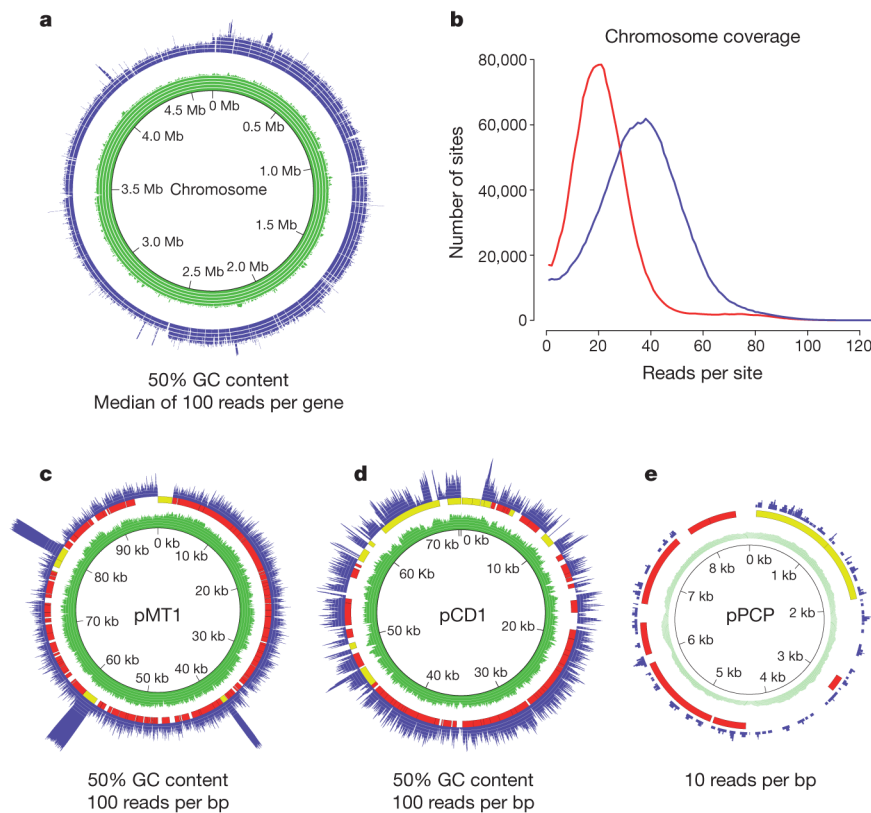 a
0 Mb
0.5 Mb
1.0 Mb
1.5 Mb
2.0 Mb
2.5 Mb
3.0 Mb
3.5 Mb
4.0 Mb
4.5 Mb
Chromosome
50% GC content
Median of 100 reads per gene
b
Chromosome coverage
80,000
60,000
40,000
20,000
0
Number of sites
0
20
40
60
80
100
120
Reads per site
c
0 kb
10 kb
20 kb
30 kb
40 kb
50 kb
60 kb
70 kb
80 kb
90 kb
pMT1
50% GC content
100 reads per bp
d
0 kb
10 kb
20 kb
30 kb
40 kb
50 kb
60 kb
70 kb
pCD1
50% GC content
100 reads per bp
e
0 kb
1 kb
2 kb
3 kb
4 kb
5 kb
6 kb
7 kb
8 kb
pPCP
10 reads per bp